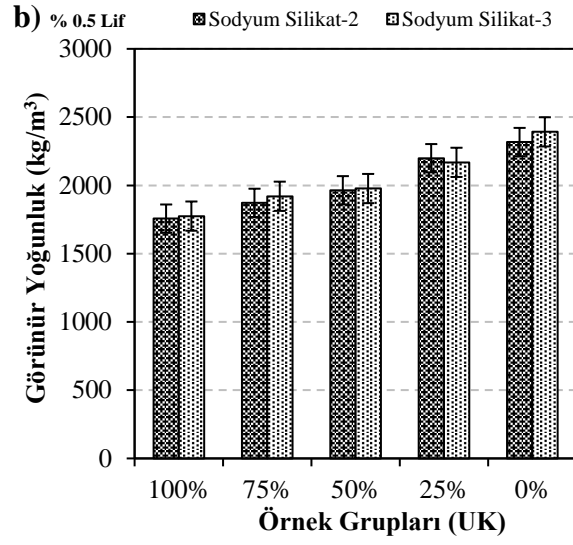 b) % 0.5 Lif Sodyum Silikat-2 Sodyum Silikat-3
Görünür Yoğunluk (kg/m³)
3000
2500
2000
1500
1000
500
0
100% 75% 50% 25% 0%
Örnek Grupları (UK)